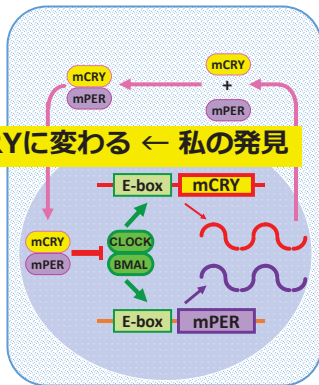 mCRY
mCRY
+
mPER
mPER
RYに変わる ← 私の発見
E-box
mCRY
mCRY
CLOCK
mPER
BMAL
E-box
mPER